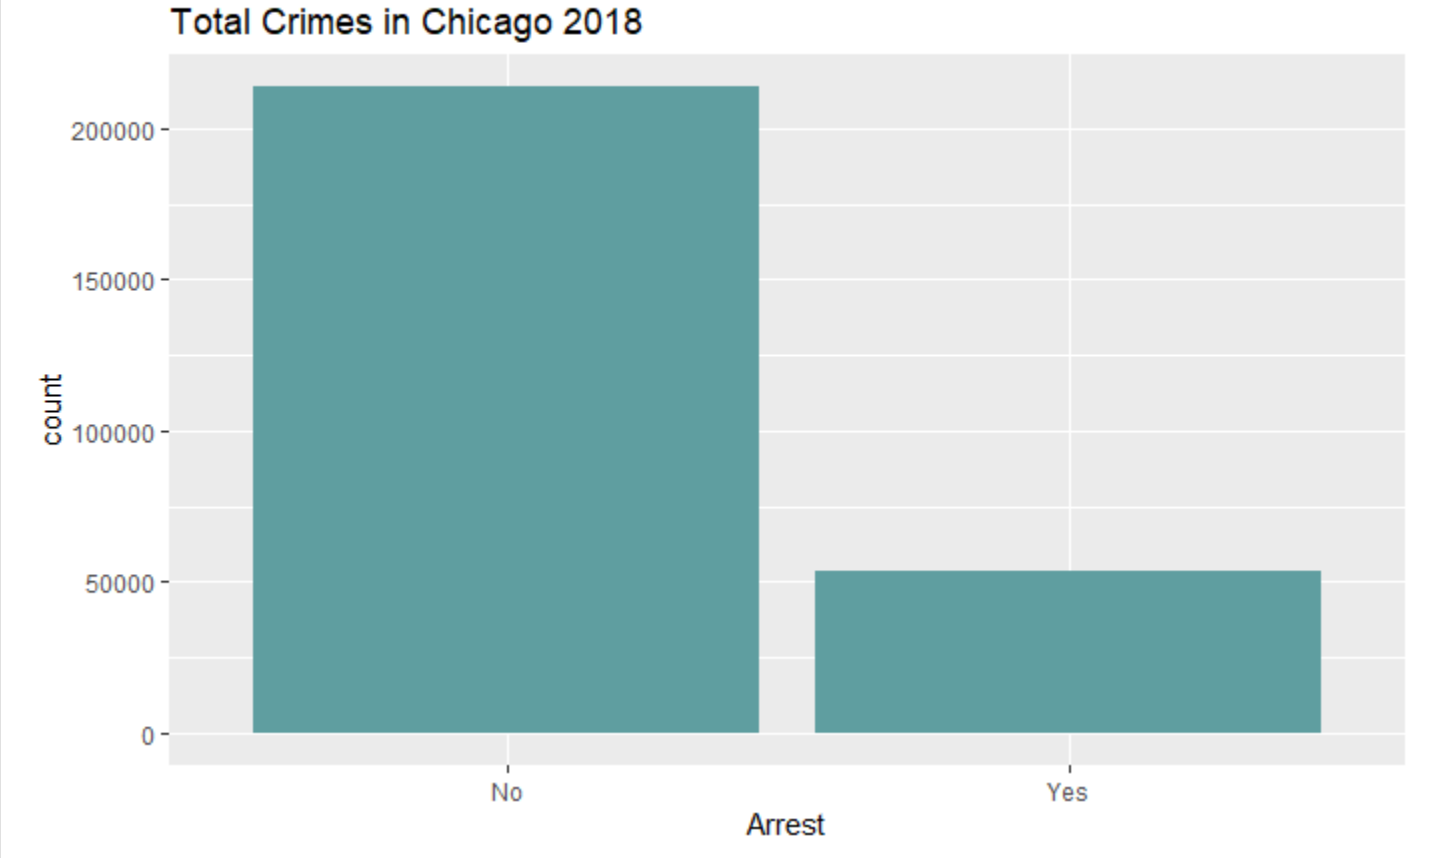 Total Crimes in Chicago 2018
200000
150000
100000
50000
0
count
No
Yes
Arrest